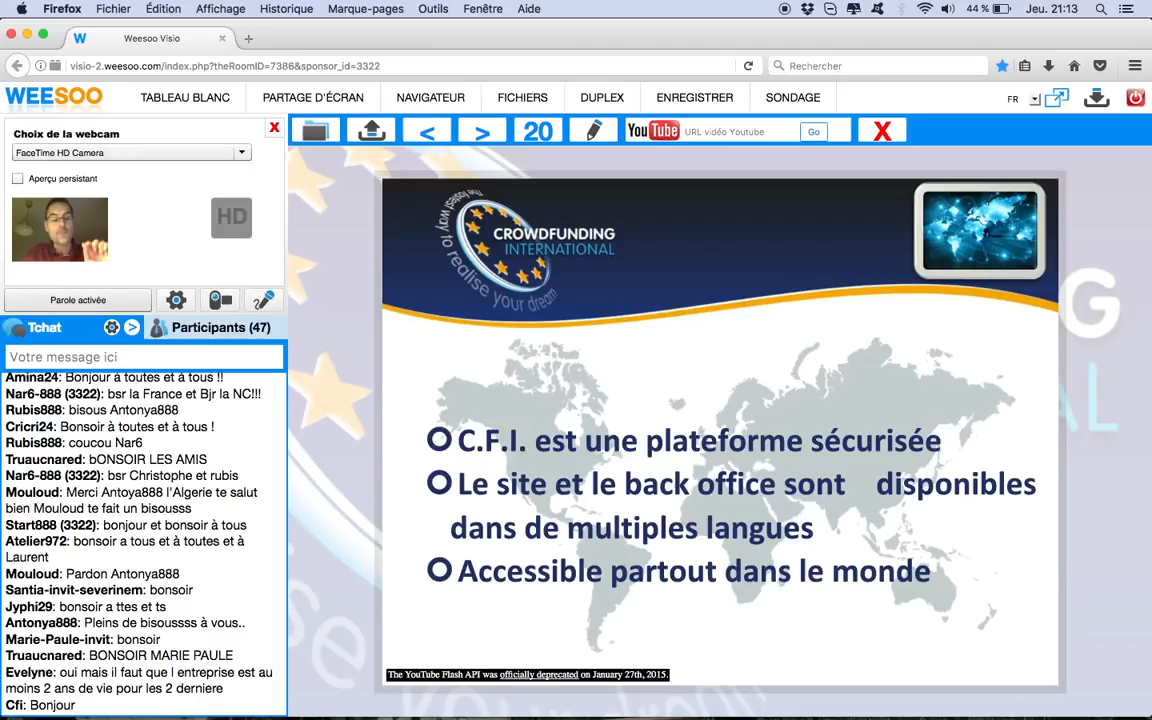 Firefox Fichier Édition Affichage Historique Marque-pages Outils Fenêtre Aide 44 % Jeu. 21:13
Weesoo Visio
visio-2.weesoo.com/index.php?theRoomID=7386&sponsor_id=3322
Rechercher
WEESOO TABLEAU BLANC PARTAGE D'ÉCRAN NAVIGATEUR FICHIERS DUPLEX ENREGISTRER SONDAGE FR
Choix de la webcam X
FaceTime HD Camera
Aperçu persistant
HD
Parole activée
< > 20 YouTube URL vidéo Youtube Go X
Tchat > Participants (47)
Votre message ici
Amina24: Bonjour à toutes et à tous !!
Nar6-888 (3322): bsr la France et Bjr la NC!!!
Rubis888: bisous Antonya888
Cricri24: Bonsoir à toutes et à tous !
Rubis888: coucou Nar6
Truaucnared: bONSOIR LES AMIS
Nar6-888 (3322): bsr Christophe et rubis
Mouloud: Merci Antoya888 l'Algerie te salut
bien Mouloud te fait un bisousss
Start888 (3322): bonjour et bonsoir à tous
Atelier972: bonsoir a tous et à toutes et à
Laurent
Mouloud: Pardon Antonya888
Santia-invit-severinem: bonsoir
Jyphi29: bonsoir a ttes et ts
Antonya888: Pleins de bisoussss à vous..
Marie-Paule-invit: bonsoir
Truaucnared: BONSOIR MARIE PAULE
Evelyne: oui mais il faut que l entreprise est au
moins 2 ans de vie pour les 2 derniere
Cfi: Bonjour
The fastest way to realise your dream
CROWDFUNDING
INTERNATIONAL
C.F.I. est une plateforme sécurisée
Le site et le back office sont disponibles
dans de multiples langues
Accessible partout dans le monde
The YouTube Flash API was officially deprecated on January 27th, 2015.